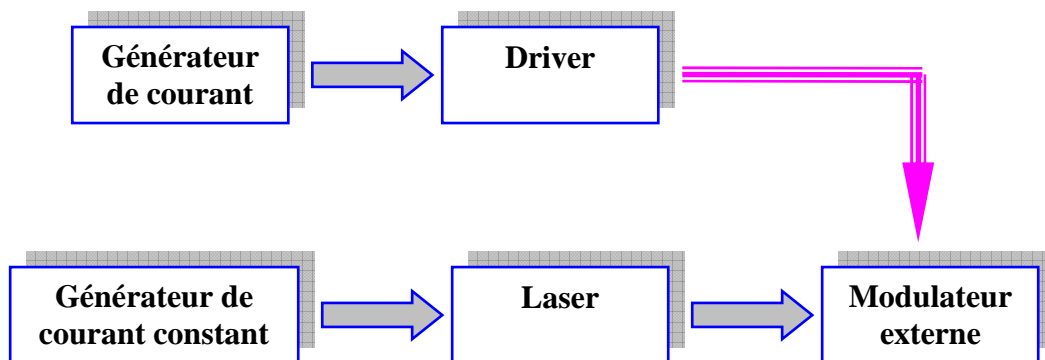 Générateur
de courant
Driver
Générateur de
courant constant
Laser
Modulateur
externe